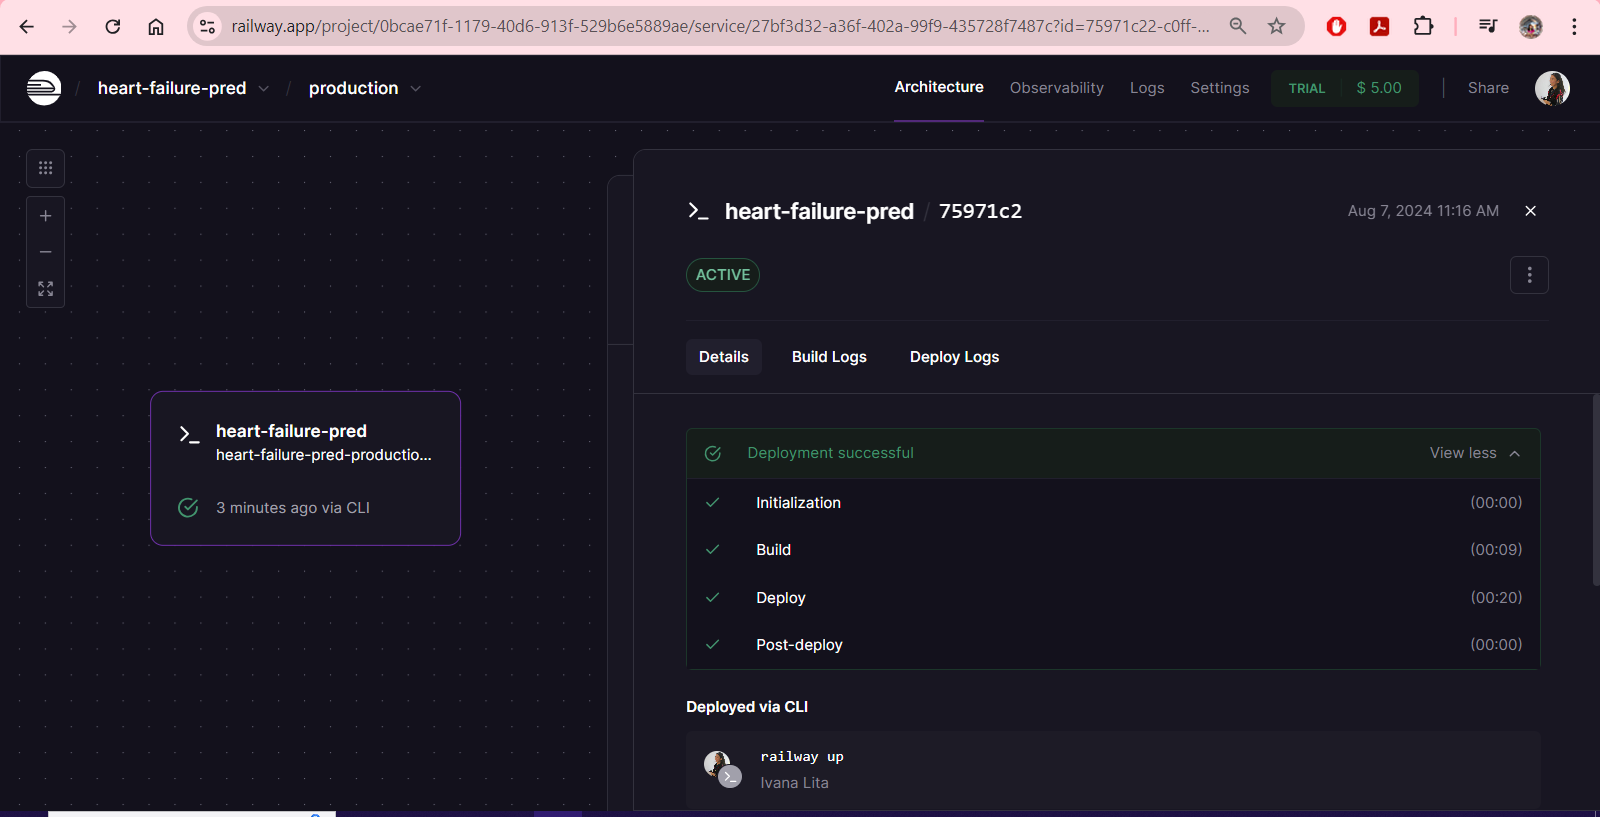 railway.app/project/0bcae71f-1179-40d6-913f-529b6e5889ae/service/27bf3d32-a36f-402a-99f9-435728f7487c?id=75971c22-c0ff-...
/ heart-failure-pred / production
Architecture Observability Logs Settings TRIAL $ 5.00 Share
heart-failure-pred / 75971c2 Aug 7, 2024 11:16 AM
ACTIVE
Details Build Logs Deploy Logs
heart-failure-pred
heart-failure-pred-productio...
3 minutes ago via CLI
Deployment successful View less
Initialization (00:00)
Build (00:09)
Deploy (00:20)
Post-deploy (00:00)
Deployed via CLI
railway up
Ivana Lita